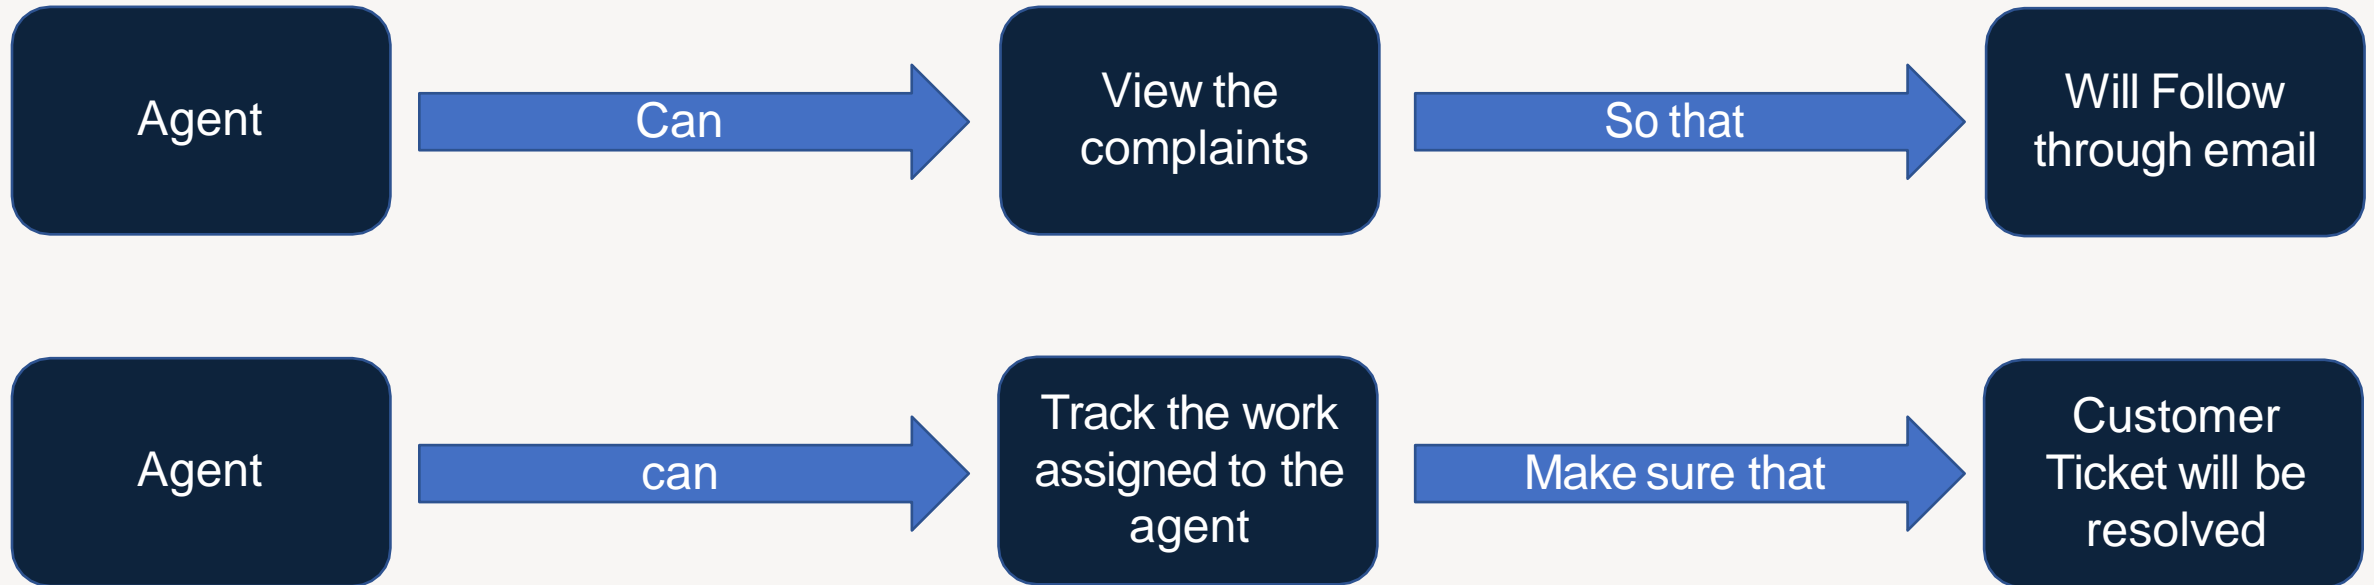 Agent
Can
View the
complaints
So that
Will Follow
through email
Agent
can
Track the work
assigned to the
agent
Make sure that
Customer
Ticket will be
resolved